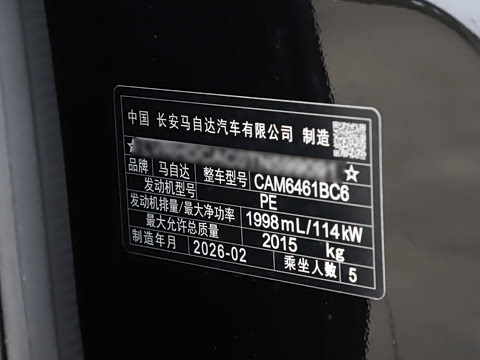 中国 长安马自达汽车有限公司 制造
☆ ☆
品牌 马自达 整车型号 CAM6461BC6
发动机型号 PE
发动机排量/最大净功率 1998mL/114kW
最大允许总质量 2015 kg
制造年月 2026-02 乘坐人数 5